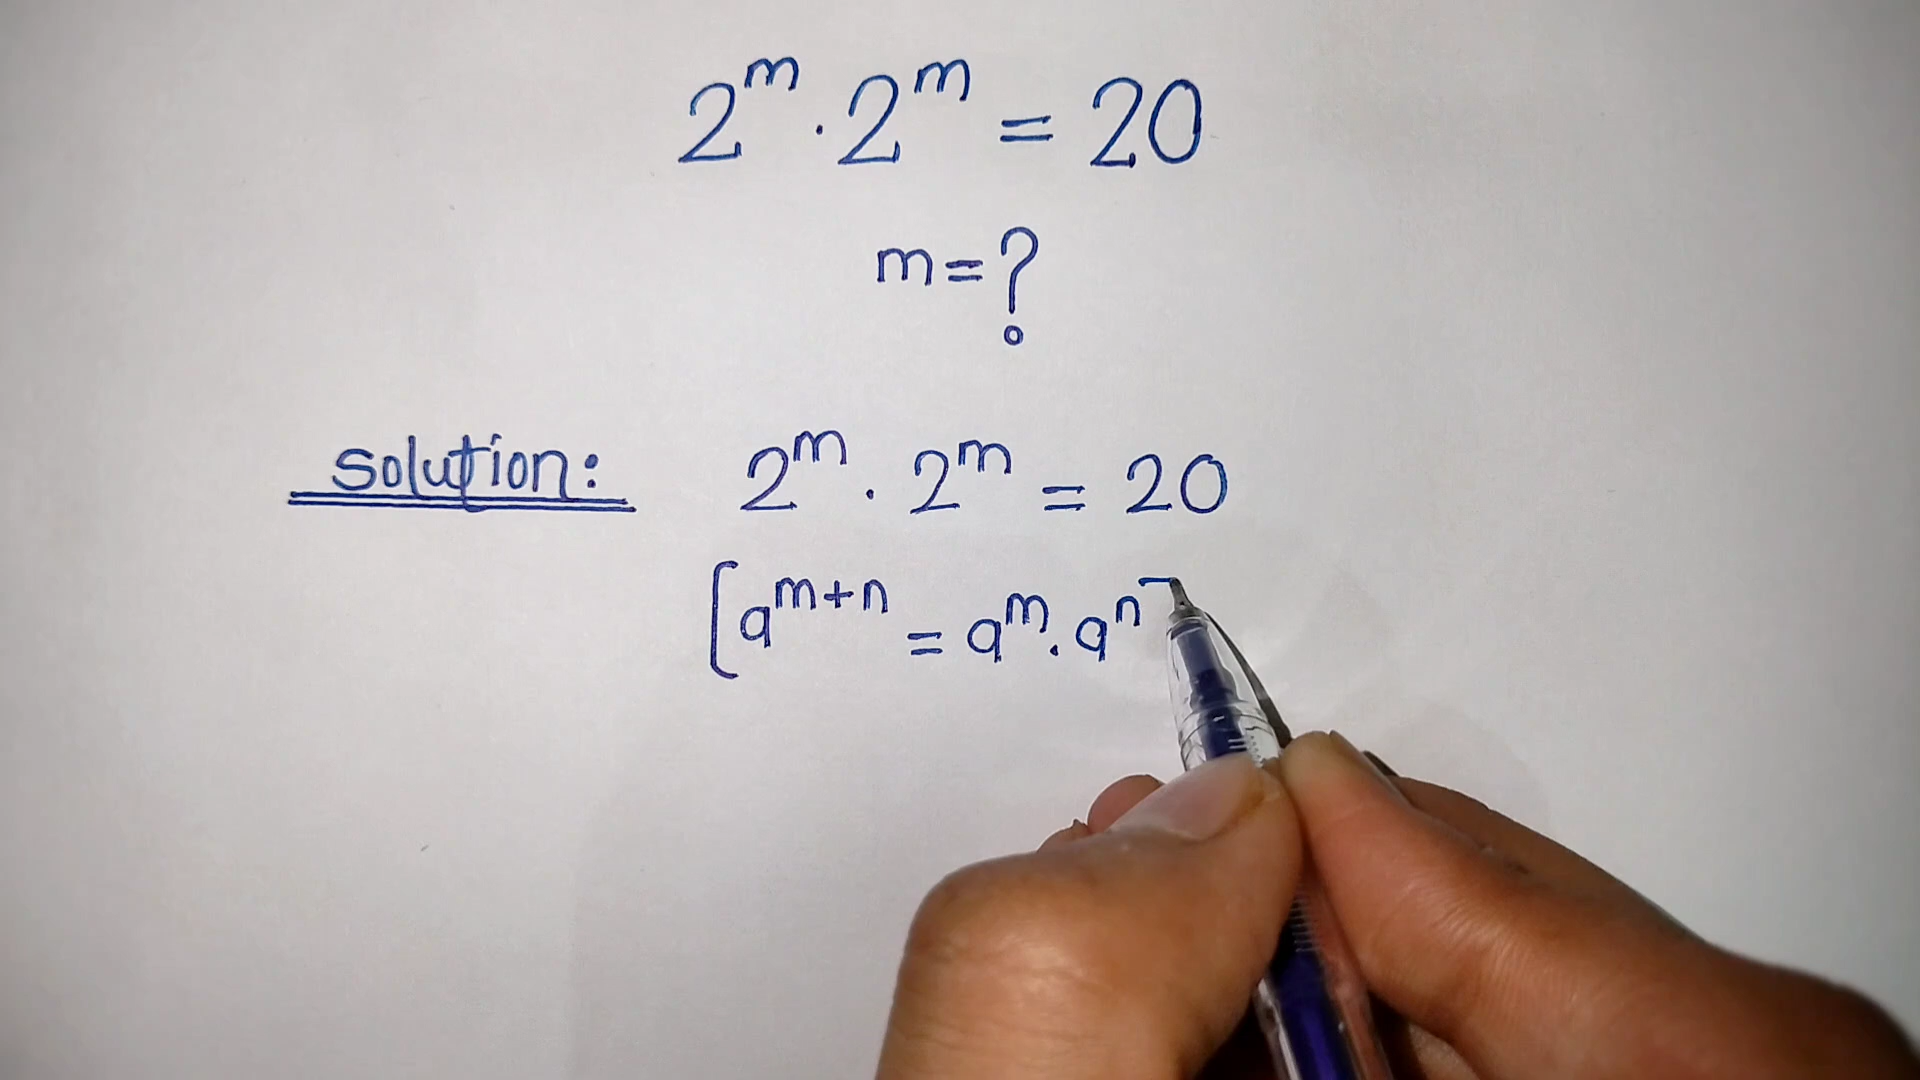 2^m · 2^m = 20
m = ?
Solution: 2^m · 2^m = 20
[a^m+n = a^m · a^n